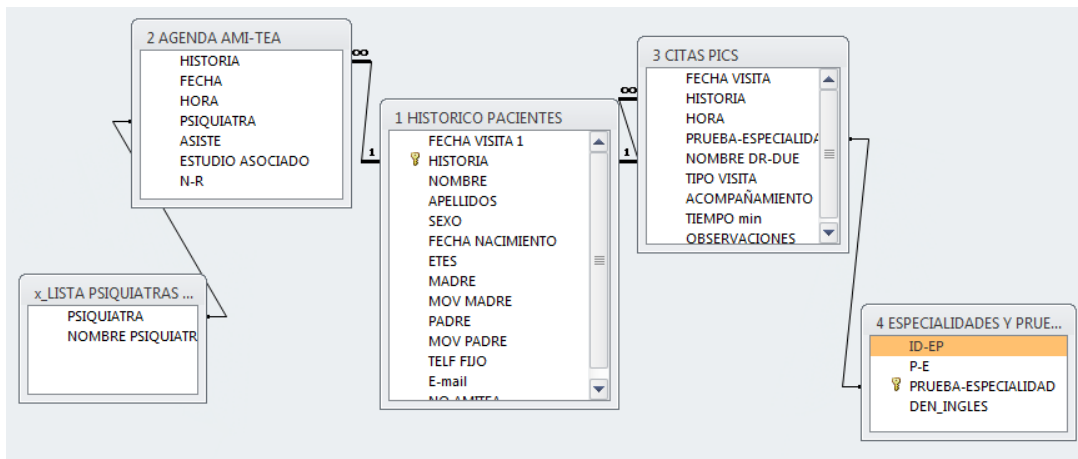 2 AGENDA AMI-TEA
HISTORIA
FECHA
HORA
PSIQUIATRA
ASISTE
ESTUDIO ASOCIADO
N-R
∞
1
1 HISTORICO PACIENTES
FECHA VISITA 1
HISTORIA
NOMBRE
APELLIDOS
SEXO
FECHA NACIMIENTO
ETES
MADRE
MOV MADRE
PADRE
MOV PADRE
TELF FIJO
E-mail
NO AMITEA
∞
1
3 CITAS PICS
FECHA VISITA
HISTORIA
HORA
PRUEBA-ESPECIALIDA
NOMBRE DR-DUE
TIPO VISITA
ACOMPAÑAMIENTO
TIEMPO min
OBSERVACIONES
x_LISTA PSIQUIATRAS ...
PSIQUIATRA
NOMBRE PSIQUIATR
4 ESPECIALIDADES Y PRUE...
ID-EP
P-E
PRUEBA-ESPECIALIDAD
DEN_INGLES